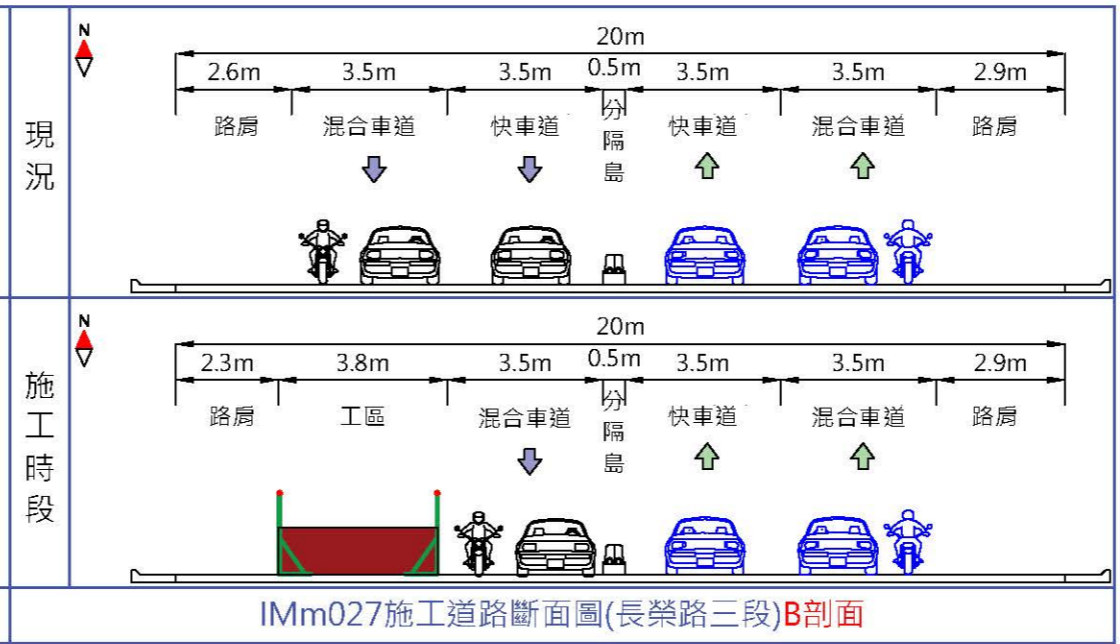 現況
N
20m
2.6m 3.5m 3.5m 0.5m 3.5m 3.5m 2.9m
路肩 混合車道 快車道 分隔島 快車道 混合車道 路肩
施工時段
N
20m
2.3m 3.8m 3.5m 0.5m 3.5m 3.5m 2.9m
路肩 工區 混合車道 分隔島 快車道 混合車道 路肩
IMm027施工道路斷面圖(長榮路三段)B剖面